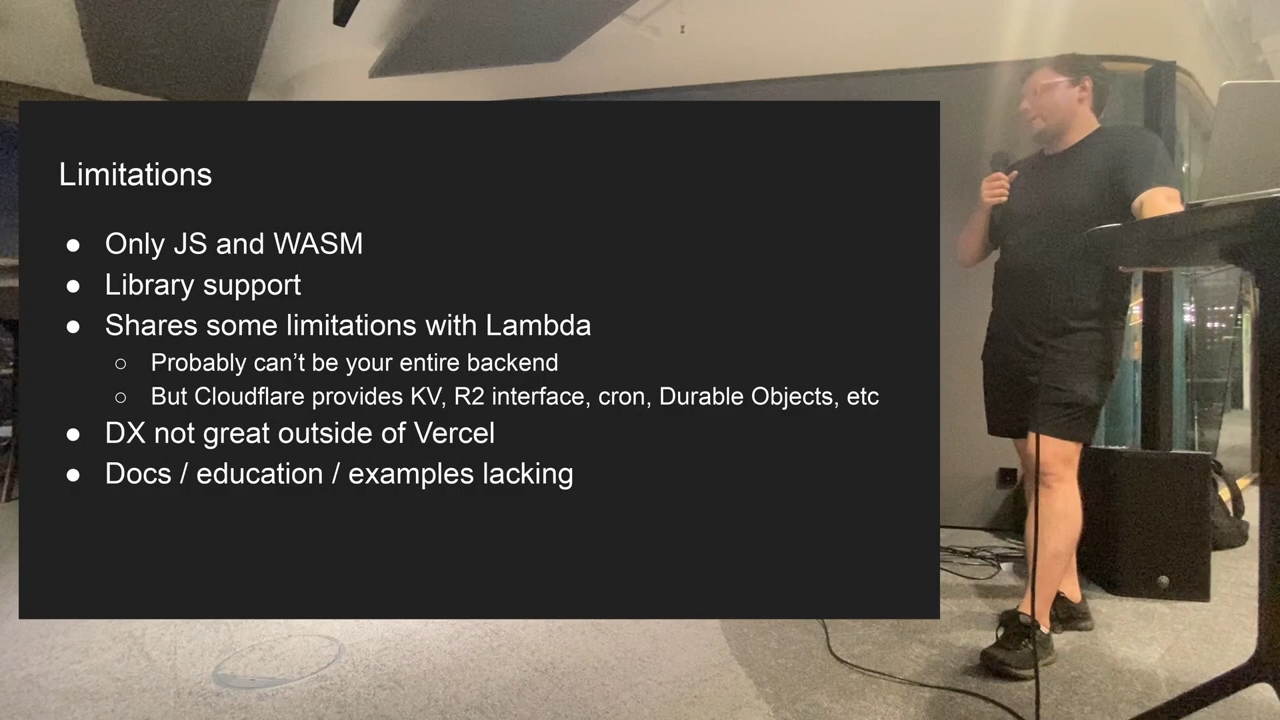 Limitations
● Only JS and WASM
● Library support
● Shares some limitations with Lambda
○ Probably can’t be your entire backend
○ But Cloudflare provides KV, R2 interface, cron, Durable Objects, etc
● DX not great outside of Vercel
● Docs / education / examples lacking